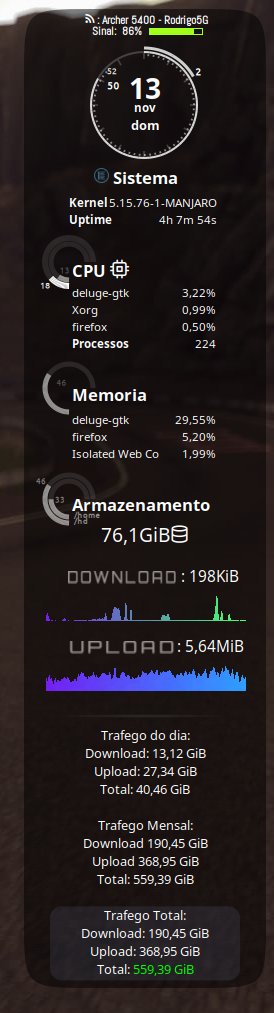 : Archer 5400 - Rodrigo5G
Sinal: 86%
52
2
50
13
nov
dom
Sistema
Kernel 5.15.76-1-MANJARO
Uptime 4h 7m 54s
13
CPU
18
deluge-gtk 3,22%
Xorg 0,99%
firefox 0,50%
Processos 224
46
Memoria
deluge-gtk 29,55%
firefox 5,20%
Isolated Web Co 1,99%
46
33
Armazenamento
/home
/hd
76,1GiB
DOWNLOAD : 198KiB
UPLOAD : 5,64MiB
Trafego do dia:
Download: 13,12 GiB
Upload: 27,34 GiB
Total: 40,46 GiB
Trafego Mensal:
Download 190,45 GiB
Upload 368,95 GiB
Total: 559,39 GiB
Trafego Total:
Download: 190,45 GiB
Upload: 368,95 GiB
Total: 559,39 GiB